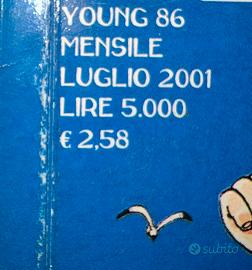 YOUNG 86
MENSILE
LUGLIO 2001
LIRE 5.000
€ 2,58
subito